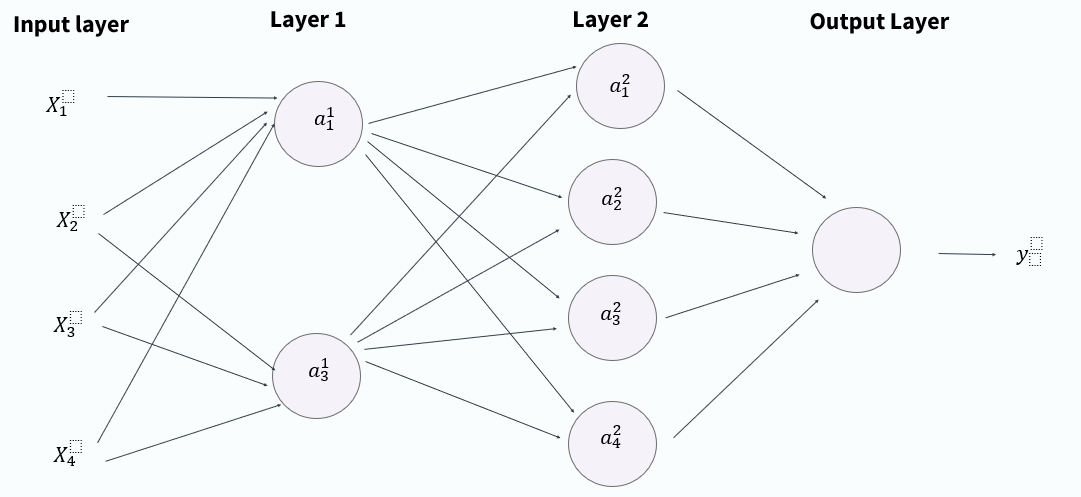 Input layer
Layer 1
Layer 2
Output Layer
X₁
X₂
X₃
X₄
a₁¹
a₃¹
a₁²
a₂²
a₃²
a₄²
y